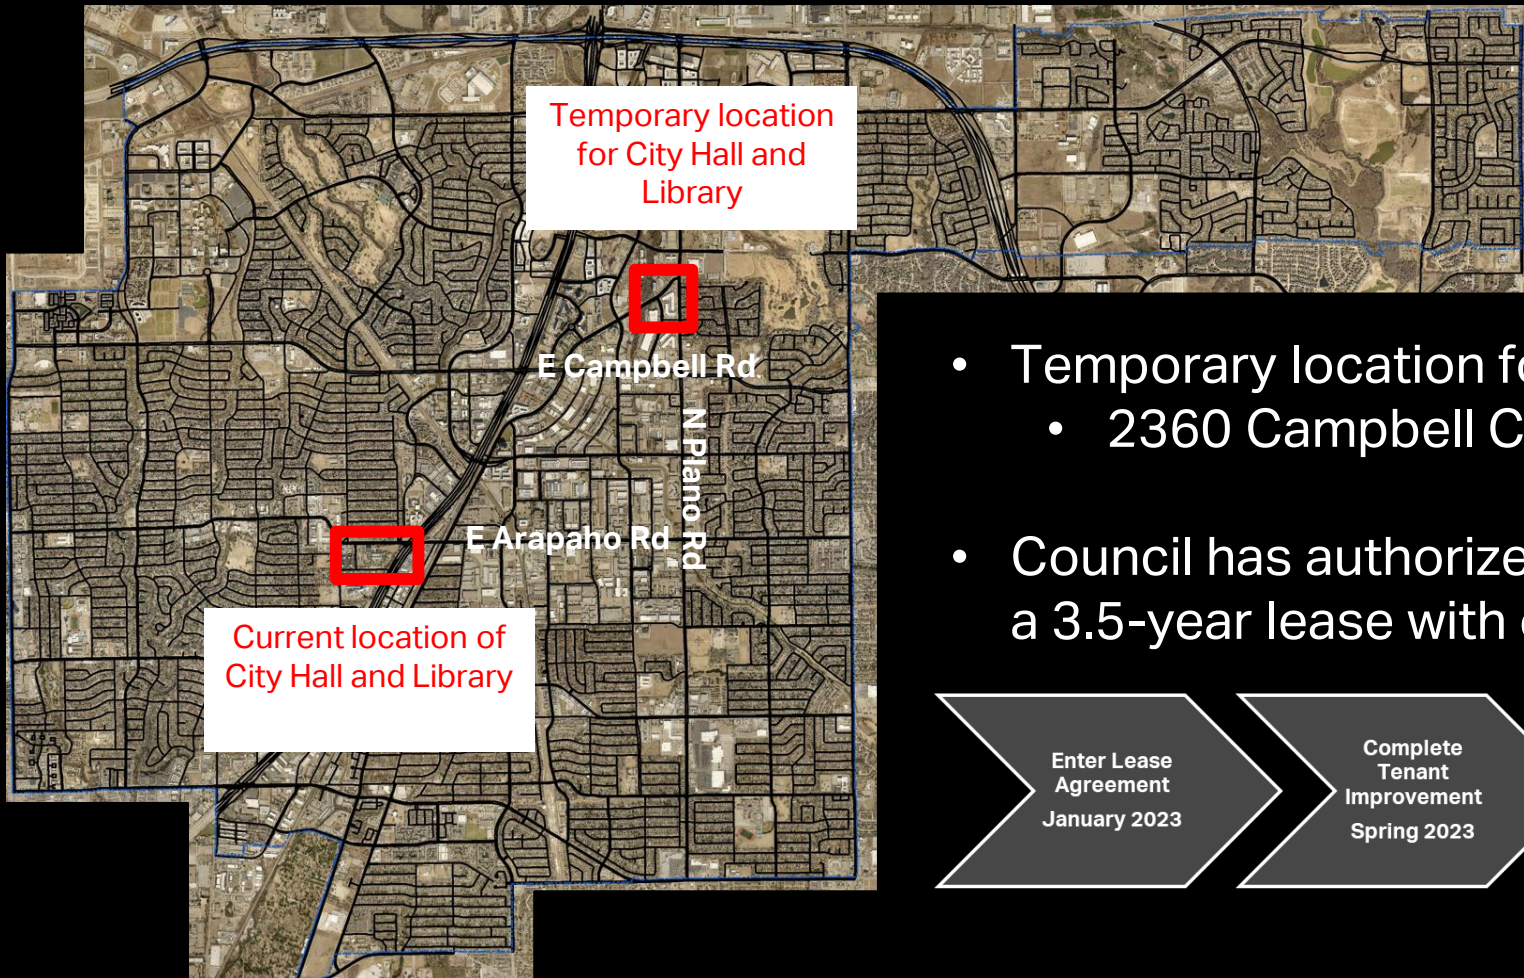 Temporary location
for City Hall and
Library
E Campbell Rd.
N Plano Rd
E Arapaho Rd
Current location of
City Hall and Library
• Temporary location fo
• 2360 Campbell C
• Council has authorize
a 3.5-year lease with
Enter Lease
Agreement
January 2023
Complete
Tenant
Improvement
Spring 2023